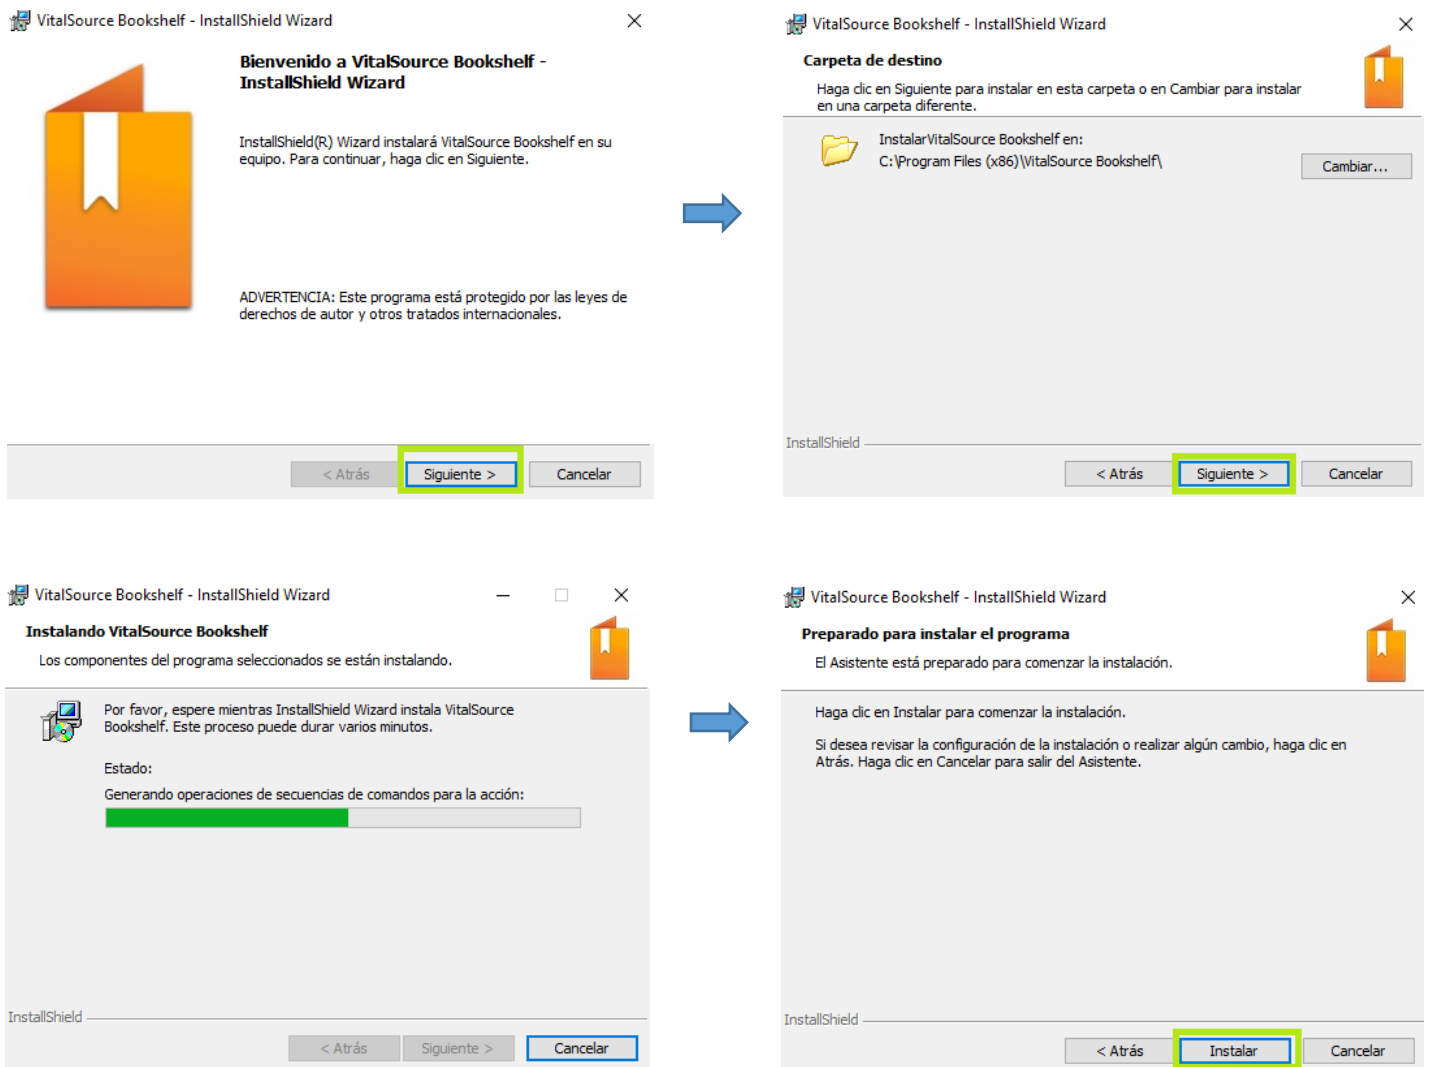 VitalSource Bookshelf - InstallShield Wizard
Bienvenido a VitalSource Bookshelf -
InstallShield Wizard
InstallShield(R) Wizard instalará VitalSource Bookshelf en su
equipo. Para continuar, haga clic en Siguiente.
ADVERTENCIA: Este programa está protegido por las leyes de
derechos de autor y otros tratados internacionales.
< Atrás
Siguiente >
Cancelar
VitalSource Bookshelf - InstallShield Wizard
Carpeta de destino
Haga clic en Siguiente para instalar en esta carpeta o en Cambiar para instalar
en una carpeta diferente.
InstalarVitalSource Bookshelf en:
C:\Program Files (x86)\VitalSource Bookshelf\
Cambiar...
InstallShield
< Atrás
Siguiente >
Cancelar
VitalSource Bookshelf - InstallShield Wizard
Instalando VitalSource Bookshelf
Los componentes del programa seleccionados se están instalando.
Por favor, espere mientras InstallShield Wizard instala VitalSource
Bookshelf. Este proceso puede durar varios minutos.
Estado:
Generando operaciones de secuencias de comandos para la acción:
InstallShield
< Atrás
Siguiente >
Cancelar
VitalSource Bookshelf - InstallShield Wizard
Preparado para instalar el programa
El Asistente está preparado para comenzar la instalación.
Haga clic en Instalar para comenzar la instalación.
Si desea revisar la configuración de la instalación o realizar algún cambio, haga clic en
Atrás. Haga clic en Cancelar para salir del Asistente.
InstallShield
< Atrás
Instalar
Cancelar